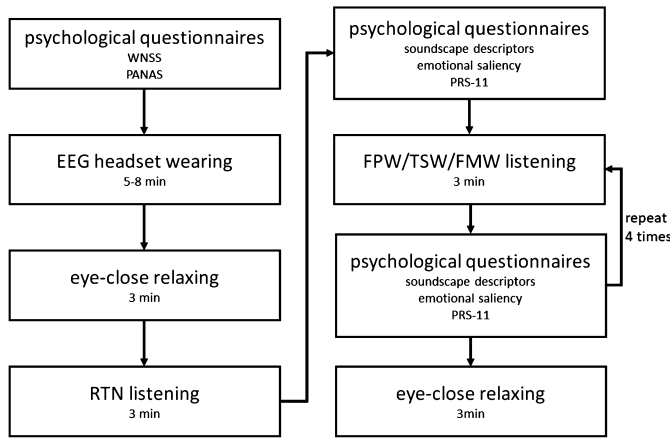 psychological questionnaires
WNSS
PANAS
EEG headset wearing
5-8 min
eye-close relaxing
3 min
RTN listening
3 min
psychological questionnaires
soundscape descriptors
emotional saliency
PRS-11
FPW/TSW/FMW listening
3 min
repeat
4 times
psychological questionnaires
soundscape descriptors
emotional saliency
PRS-11
eye-close relaxing
3min